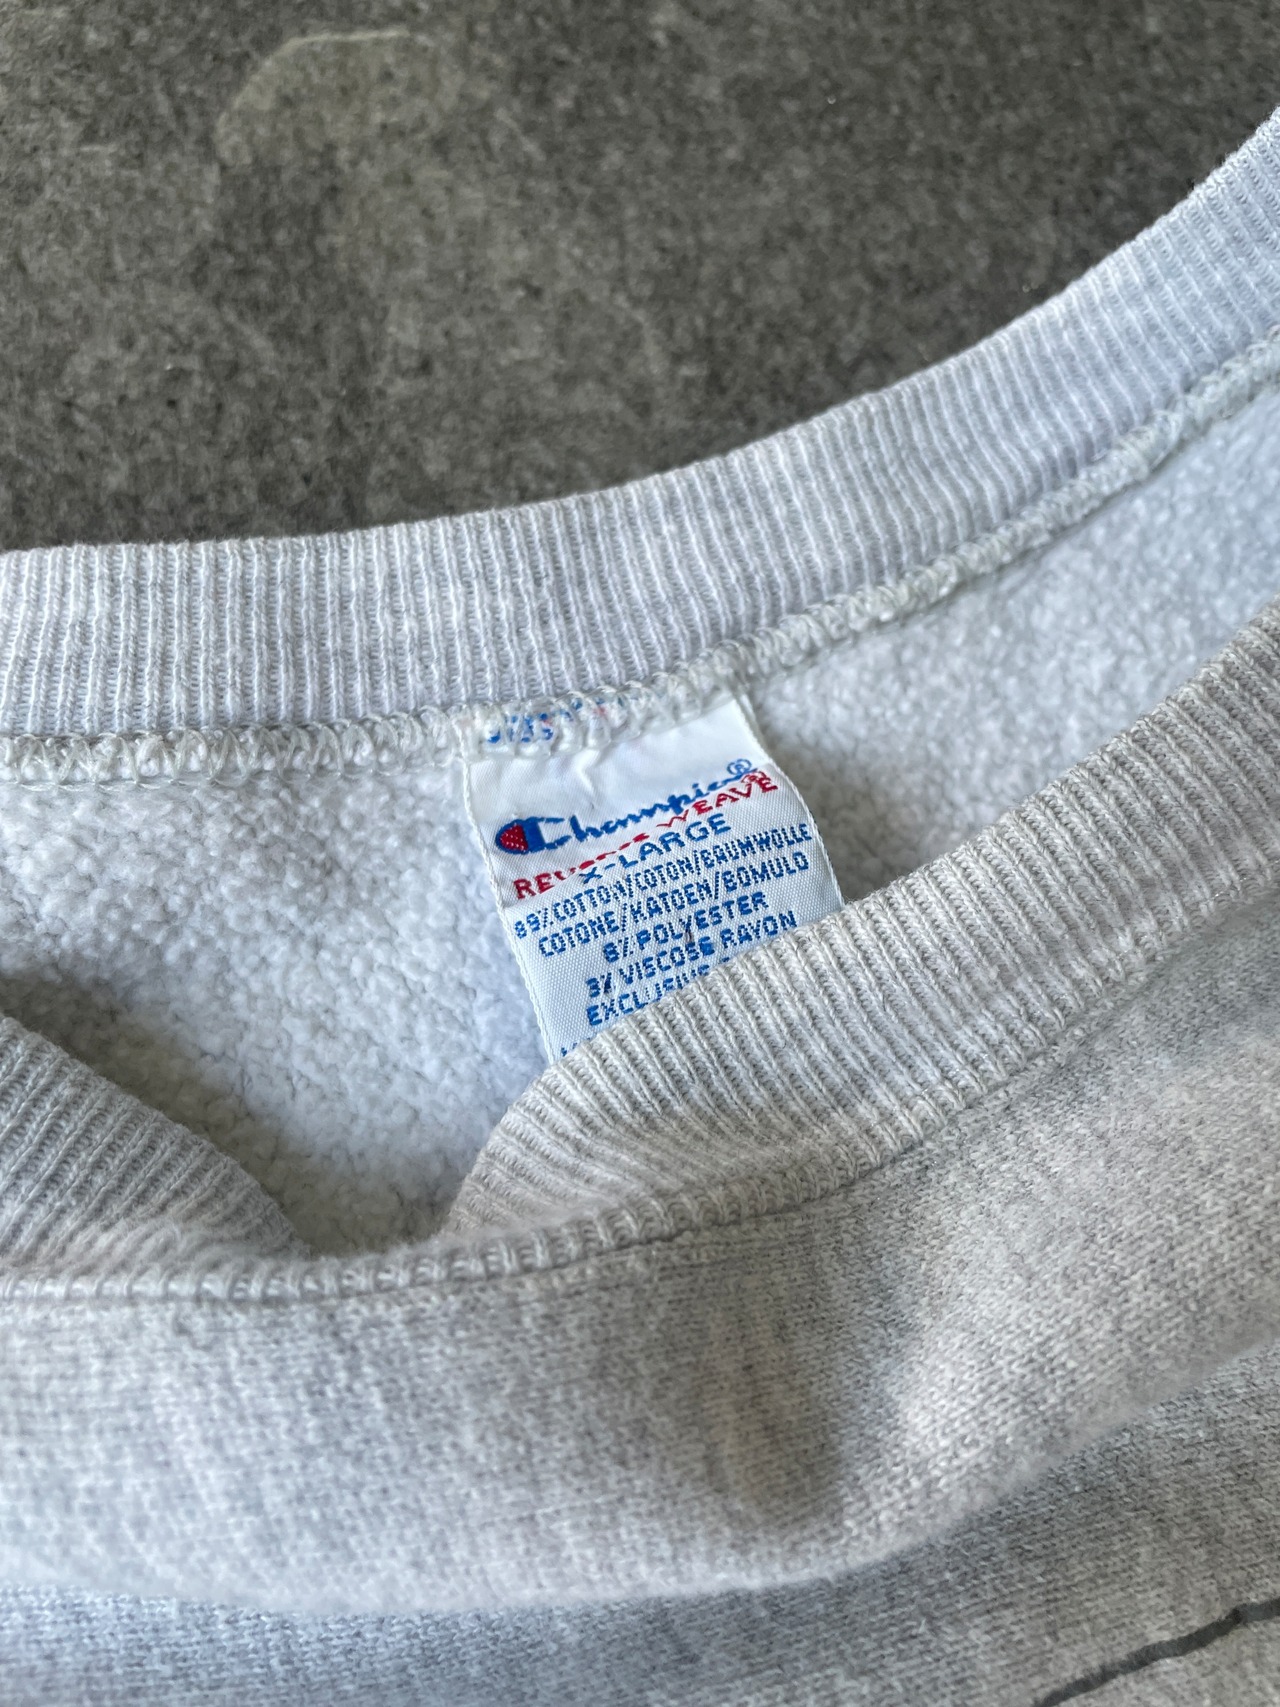 Champion®
REVERSE WEAVE®
X-LARGE
89%COTTON/COTON/BAUMWOLLE
COTONE/KATOEN/BOMULD
8%POLYESTER
3% VISCOSE RAYON